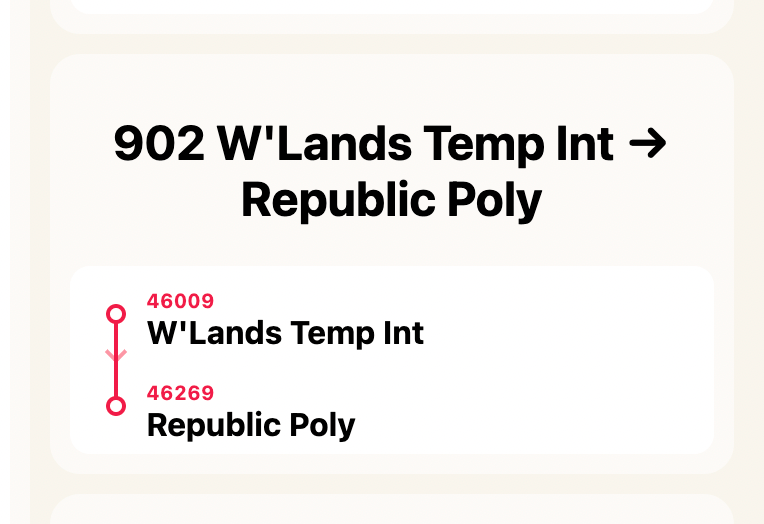 902 W'Lands Temp Int →
Republic Poly
46009
W'Lands Temp Int
46269
Republic Poly